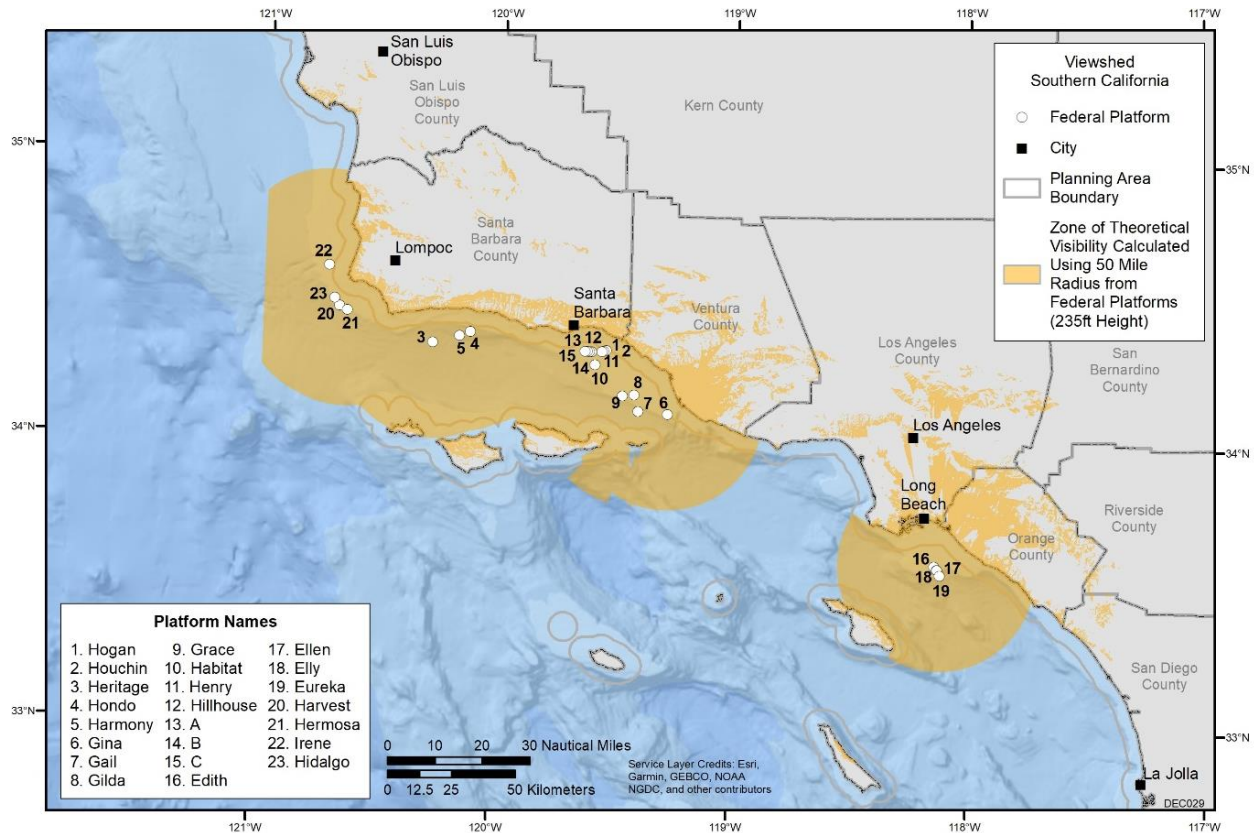 121°W
120°W
119°W
118°W
117°W
San Luis
Obispo
San Luis
Obispo
County
Kern County
Viewshed
Southern California
Federal Platform
City
Planning Area
Boundary
Zone of Theoretical
Visibility Calculated
Using 50 Mile
Radius from
Federal Platforms
(235ft Height)
35°N
35°N
Santa
Barbara
County
Lompoc
22
23
20
21
Santa
Barbara
Ventura
County
3
5
4
13
12
1
2
15
11
14
10
8
9
7
6
Los Angeles
County
San
Bernardino
County
34°N
34°N
Los Angeles
Long
Beach
Riverside
County
Orange
County
16
17
18
19
San Diego
County
33°N
33°N
La Jolla
Platform Names
1. Hogan
2. Houchin
3. Heritage
4. Hondo
5. Harmony
6. Gina
7. Gail
8. Gilda
9. Grace
10. Habitat
11. Henry
12. Hillhouse
13. A
14. B
15. C
16. Edith
17. Ellen
18. Elly
19. Eureka
20. Harvest
21. Hermosa
22. Irene
23. Hidalgo
0 10 20 30 Nautical Miles
0 12.5 25 50 Kilometers
Service Layer Credits: Esri,
Garmin, GEBCO, NOAA
NGDC, and other contributors
DEC029
121°W
120°W
119°W
118°W
117°W